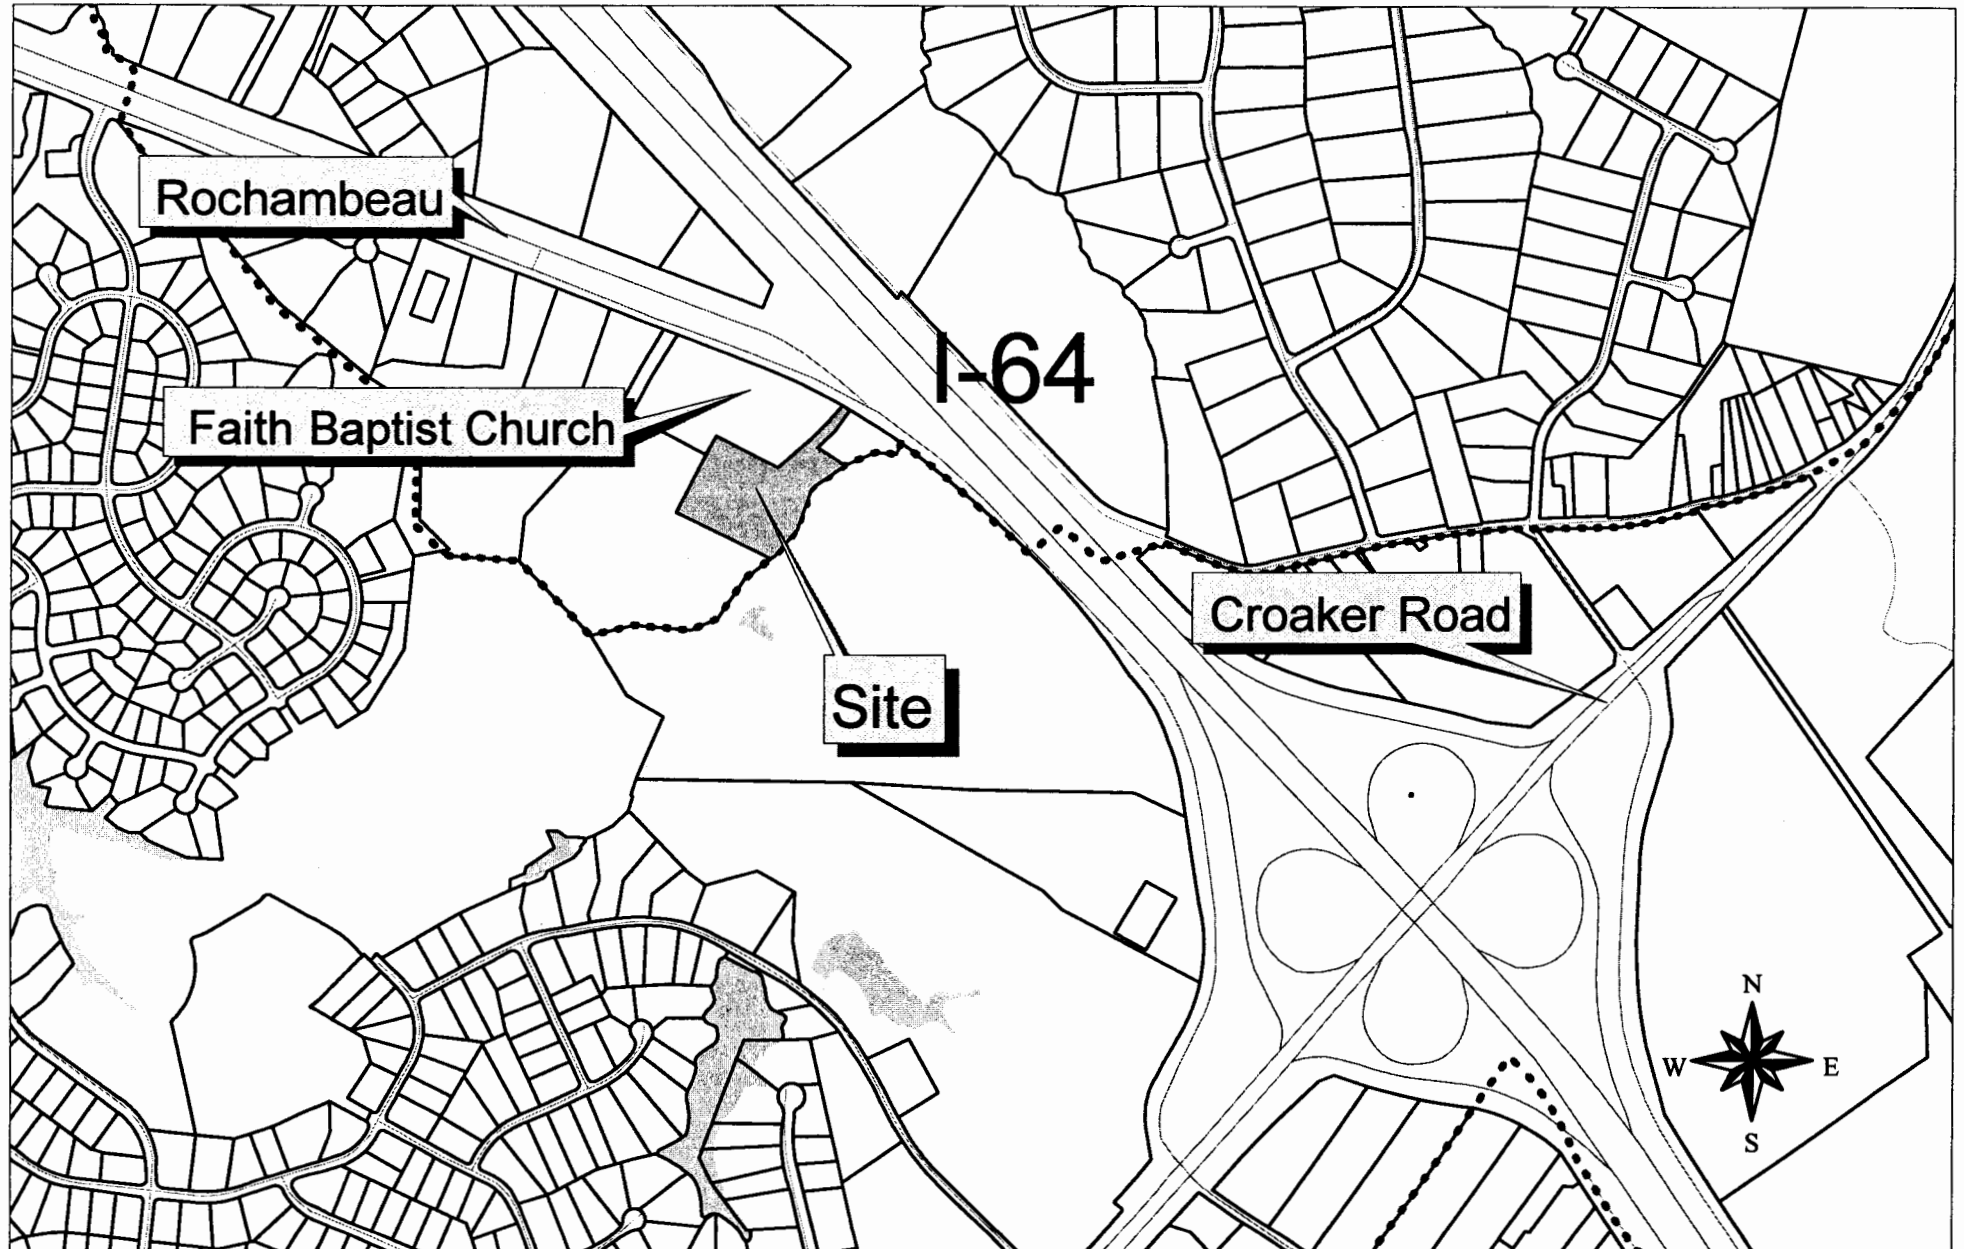 Rochambeau
I-64
Faith Baptist Church
Croaker Road
Site
N
W E
S